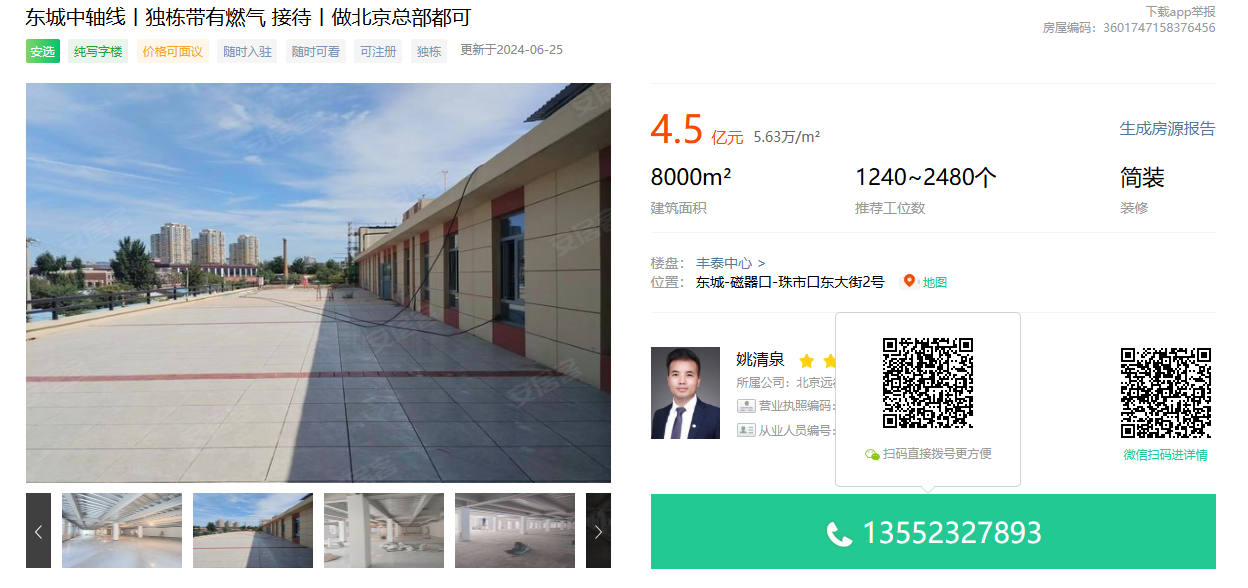 东城中轴线丨独栋带有燃气 接待丨做北京总部都可
下载app举报
房屋编码：3601747158376456
安选 纯写字楼 价格可面议 随时入驻 随时可看 可注册 独栋 更新于2024-06-25
4.5 亿元 5.63万/m² 生成房源报告
8000m² 1240~2480个 简装
建筑面积 推荐工位数 装修
楼盘： 丰泰中心 >
位置： 东城-磁器口-珠市口东大街2号 地图
姚清泉
所属公司：北京远
营业执照编码：
从业人员编号：
扫码直接拨号更方便
微信扫码进详情
13552327893
安居客